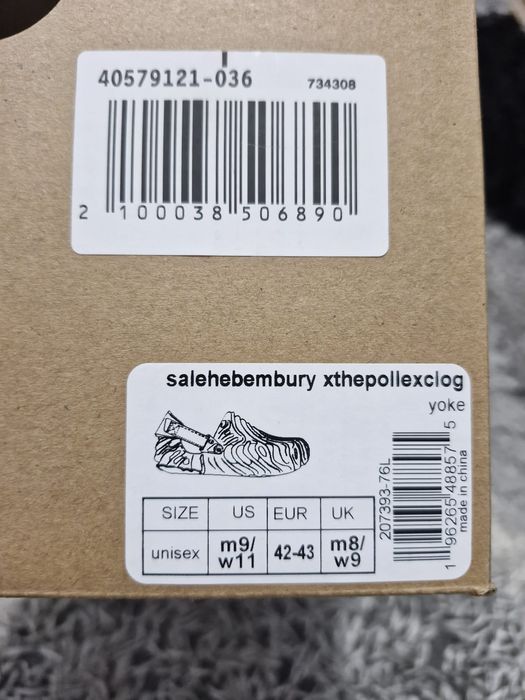 40579121-036 734308
2 100038 506890
salehebembury xthepollexclog
yoke
SIZE US EUR UK
unisex m9/ w11 42-43 m8/ w9
207393-76L
1 96265 48857 5
made in china